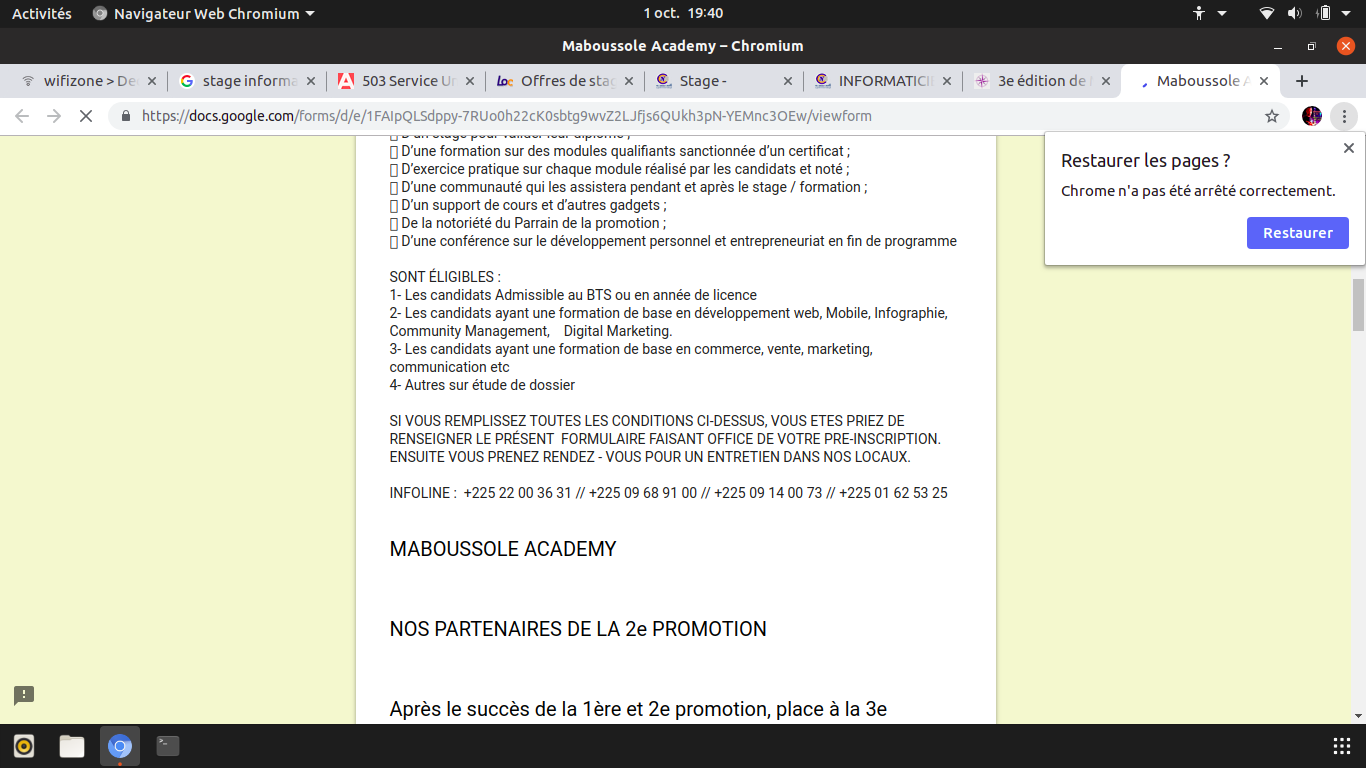 Activités Navigateur Web Chromium 1 oct. 19:40
Maboussole Academy – Chromium
wifizone > De stage informa 503 Service Un Offres de stag Stage - INFORMATICI 3e édition de Maboussole A
https://docs.google.com/forms/d/e/1FAIpQLSdppy-7RUo0h22cK0sbtg9wvZ2LJfjs6QUkh3pN-YEMnc3OEw/viewform
Restaurer les pages ?
Chrome n'a pas été arrêté correctement.
Restaurer
D'un stage pour valider leur diplôme ;
D'une formation sur des modules qualifiants sanctionnée d'un certificat ;
D'exercice pratique sur chaque module réalisé par les candidats et noté ;
D'une communauté qui les assistera pendant et après le stage / formation ;
D'un support de cours et d'autres gadgets ;
De la notoriété du Parrain de la promotion ;
D'une conférence sur le développement personnel et entrepreneuriat en fin de programme
SONT ÉLIGIBLES :
1- Les candidats Admissible au BTS ou en année de licence
2- Les candidats ayant une formation de base en développement web, Mobile, Infographie,
Community Management, Digital Marketing.
3- Les candidats ayant une formation de base en commerce, vente, marketing,
communication etc
4- Autres sur étude de dossier
SI VOUS REMPLISSEZ TOUTES LES CONDITIONS CI-DESSUS, VOUS ETES PRIEZ DE
RENSEIGNER LE PRÉSENT FORMULAIRE FAISANT OFFICE DE VOTRE PRE-INSCRIPTION.
ENSUITE VOUS PRENEZ RENDEZ - VOUS POUR UN ENTRETIEN DANS NOS LOCAUX.
INFOLINE : +225 22 00 36 31 // +225 09 68 91 00 // +225 09 14 00 73 // +225 01 62 53 25
MABOUSSOLE ACADEMY
NOS PARTENAIRES DE LA 2e PROMOTION
Après le succès de la 1ère et 2e promotion, place à la 3e